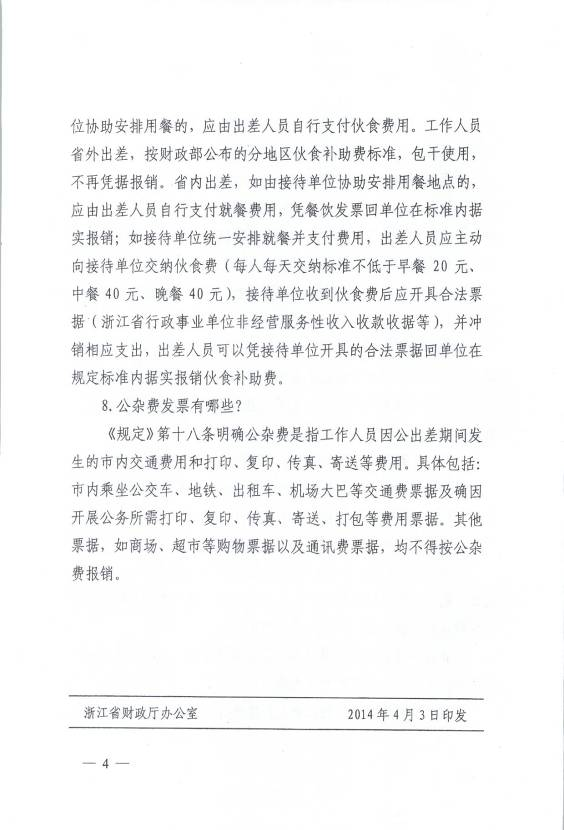 位协助安排用餐的，应由出差人员自行支付伙食费用。工作人员
省外出差，按财政部公布的分地区伙食补助费标准，包干使用，
不再凭据报销。省内出差，如由接待单位协助安排用餐地点的，
应由出差人员自行支付就餐费用，凭餐饮发票回单位在标准内据
实报销；如接待单位统一安排就餐并支付费用，出差人员应主动
向接待单位交纳伙食费（每人每天交纳标准不低于早餐 20 元、
中餐 40 元、晚餐 40 元），接待单位收到伙食费后应开具合法票
据（浙江省行政事业单位非经营服务性收入收款收据等），并冲
销相应支出，出差人员可以凭接待单位开具的合法票据回单位在
规定标准内据实报销伙食补助费。
8.公杂费发票有哪些？
《规定》第十八条明确公杂费是指工作人员因公出差期间发
生的市内交通费用和打印、复印、传真、寄送等费用。具体包括：
市内乘坐公交车、地铁、出租车、机场大巴等交通费票据及确因
开展公务所需打印、复印、传真、寄送、打包等费用票据。其他
票据，如商场、超市等购物票据以及通讯费票据，均不得按公杂
费报销。
浙江省财政厅办公室 2014 年 4 月 3 日印发
— 4 —